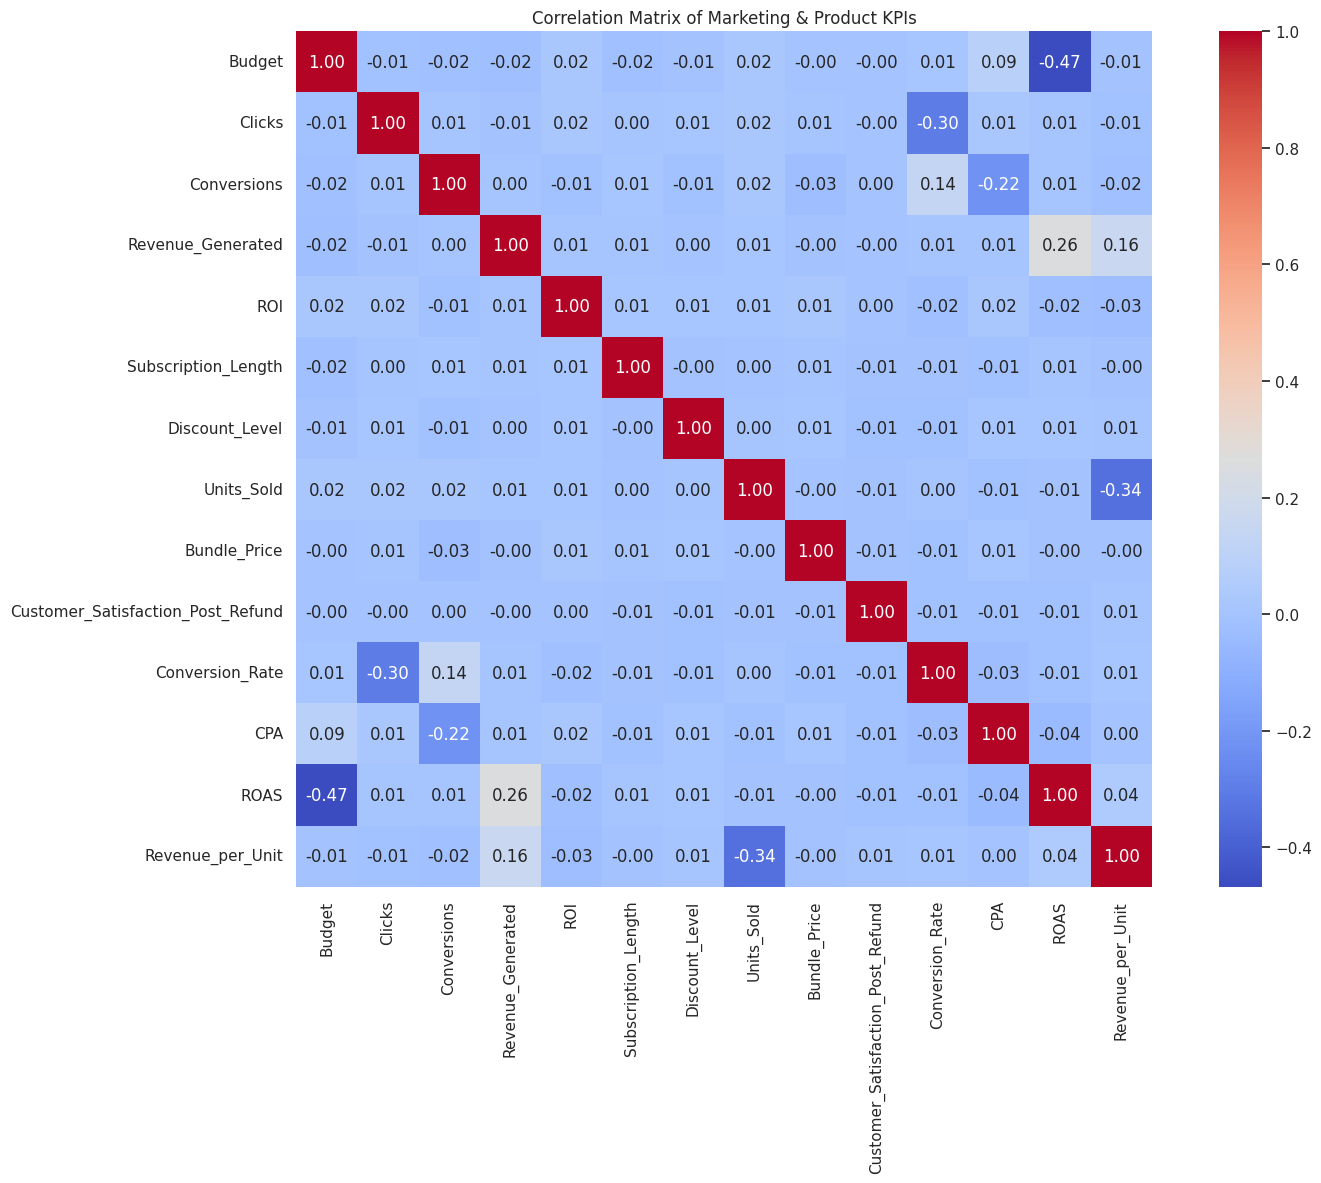 Correlation Matrix of Marketing & Product KPIs
Budget 1.00 -0.01 -0.02 -0.02 0.02 -0.02 -0.01 0.02 -0.00 -0.00 0.01 0.09 -0.47 -0.01
Clicks -0.01 1.00 0.01 -0.01 0.02 0.00 0.01 0.02 0.01 -0.00 -0.30 0.01 0.01 -0.01
Conversions -0.02 0.01 1.00 0.00 -0.01 0.01 -0.01 0.02 -0.03 0.00 0.14 -0.22 0.01 -0.02
Revenue_Generated -0.02 -0.01 0.00 1.00 0.01 0.01 0.00 0.01 -0.00 -0.00 0.01 0.01 0.26 0.16
ROI 0.02 0.02 -0.01 0.01 1.00 0.01 0.01 0.01 0.01 0.00 -0.02 0.02 -0.02 -0.03
Subscription_Length -0.02 0.00 0.01 0.01 0.01 1.00 -0.00 0.00 0.01 -0.01 -0.01 -0.01 0.01 -0.00
Discount_Level -0.01 0.01 -0.01 0.00 0.01 -0.00 1.00 0.00 0.01 -0.01 -0.01 0.01 0.01 0.01
Units_Sold 0.02 0.02 0.02 0.01 0.01 0.00 0.00 1.00 -0.00 -0.01 0.00 -0.01 -0.01 -0.34
Bundle_Price -0.00 0.01 -0.03 -0.00 0.01 0.01 0.01 -0.00 1.00 -0.01 -0.01 0.01 -0.00 -0.00
Customer_Satisfaction_Post_Refund -0.00 -0.00 0.00 -0.00 0.00 -0.01 -0.01 -0.01 -0.01 1.00 -0.01 -0.01 -0.01 0.01
Conversion_Rate 0.01 -0.30 0.14 0.01 -0.02 -0.01 -0.01 0.00 -0.01 -0.01 1.00 -0.03 -0.01 0.01
CPA 0.09 0.01 -0.22 0.01 0.02 -0.01 0.01 -0.01 0.01 -0.01 -0.03 1.00 -0.04 0.00
ROAS -0.47 0.01 0.01 0.26 -0.02 0.01 0.01 -0.01 -0.00 -0.01 -0.01 -0.04 1.00 0.04
Revenue_per_Unit -0.01 -0.01 -0.02 0.16 -0.03 -0.00 0.01 -0.34 -0.00 0.01 0.01 0.00 0.04 1.00
Budget
Clicks
Conversions
Revenue_Generated
ROI
Subscription_Length
Discount_Level
Units_Sold
Bundle_Price
Customer_Satisfaction_Post_Refund
Conversion_Rate
CPA
ROAS
Revenue_per_Unit
1.0
0.8
0.6
0.4
0.2
0.0
−0.2
−0.4